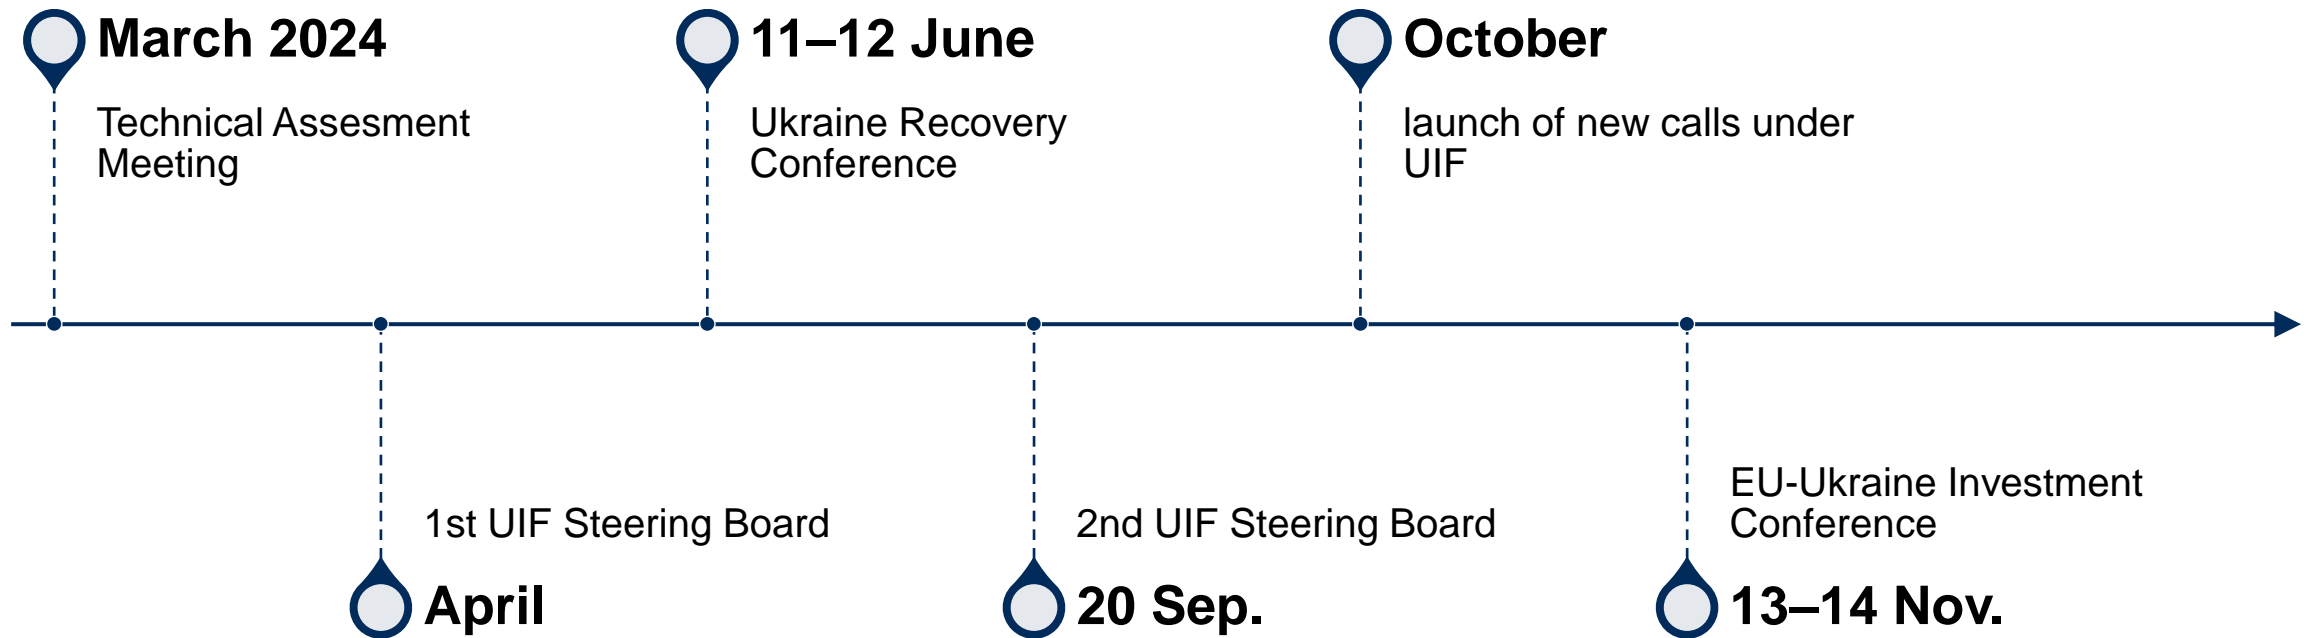 March 2024
Technical Assesment
Meeting
11–12 June
Ukraine Recovery
Conference
October
launch of new calls under
UIF
1st UIF Steering Board
April
2nd UIF Steering Board
20 Sep.
EU-Ukraine Investment
Conference
13–14 Nov.